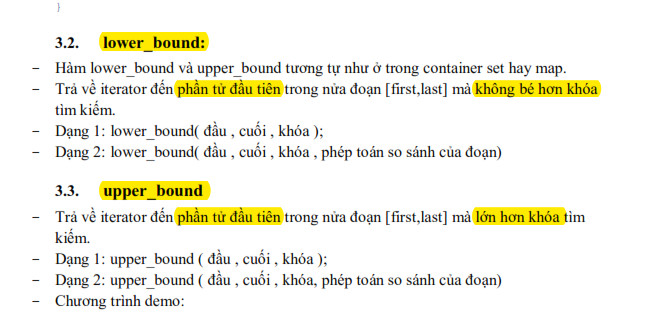 }
3.2. lower_bound:
– Hàm lower_bound và upper_bound tương tự như ở trong container set hay map.
– Trả về iterator đến phần tử đầu tiên trong nửa đoạn [first,last] mà không bé hơn khóa
tìm kiếm.
– Dạng 1: lower_bound( đầu , cuối , khóa );
– Dạng 2: lower_bound( đầu , cuối , khóa , phép toán so sánh của đoạn)
3.3. upper_bound
– Trả về iterator đến phần tử đầu tiên trong nửa đoạn [first,last] mà lớn hơn khóa tìm
kiếm.
– Dạng 1: upper_bound ( đầu , cuối , khóa );
– Dạng 2: upper_bound ( đầu , cuối , khóa, phép toán so sánh của đoạn)
– Chương trình demo: